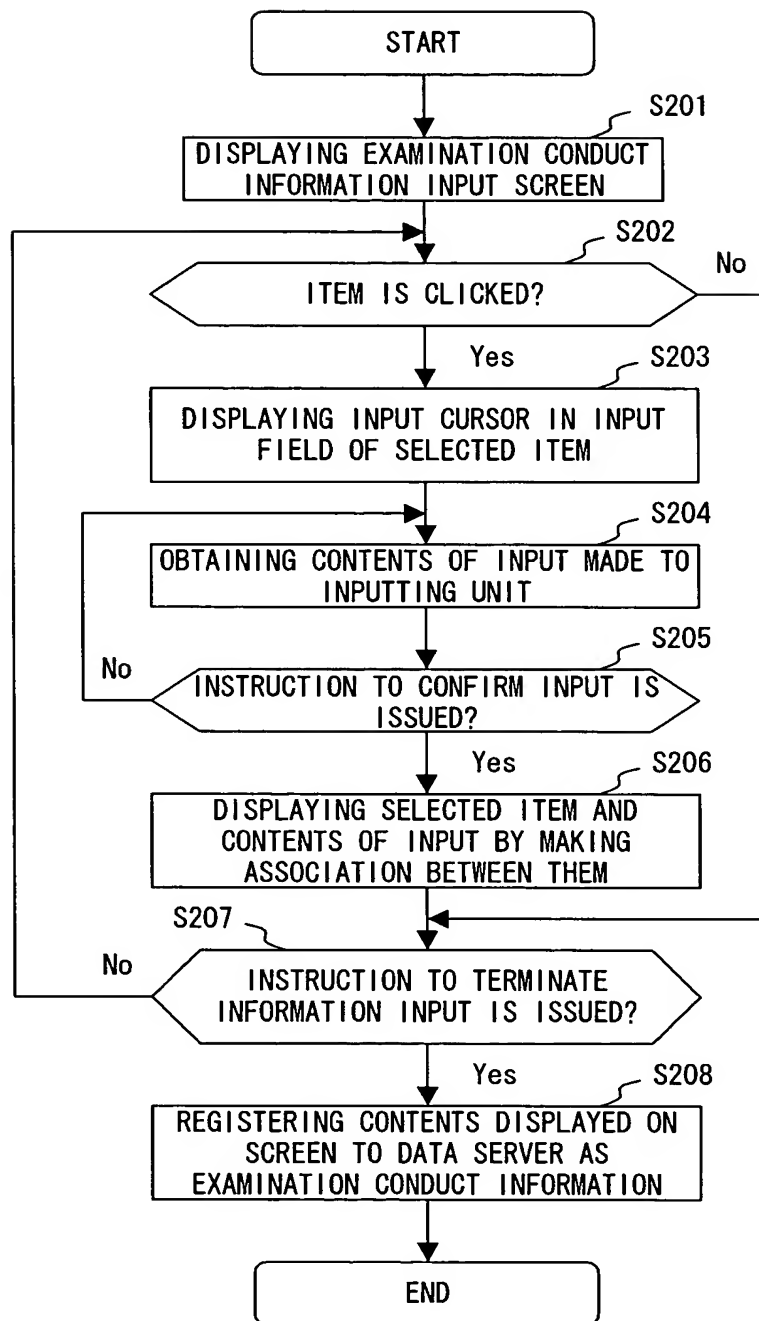 START
S201
DISPLAYING EXAMINATION CONDUCT
INFORMATION INPUT SCREEN
S202
No
ITEM IS CLICKED?
Yes
S203
DISPLAYING INPUT CURSOR IN INPUT
FIELD OF SELECTED ITEM
S204
OBTAINING CONTENTS OF INPUT MADE TO
INPUTTING UNIT
S205
No
INSTRUCTION TO CONFIRM INPUT IS
ISSUED?
Yes
S206
DISPLAYING SELECTED ITEM AND
CONTENTS OF INPUT BY MAKING
ASSOCIATION BETWEEN THEM
S207
No
INSTRUCTION TO TERMINATE
INFORMATION INPUT IS ISSUED?
Yes
S208
REGISTERING CONTENTS DISPLAYED ON
SCREEN TO DATA SERVER AS
EXAMINATION CONDUCT INFORMATION
END